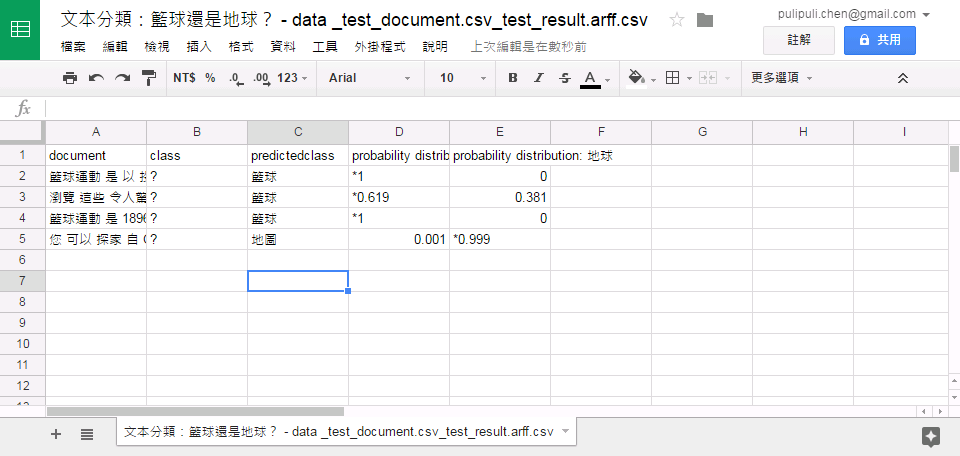 文本分類：籃球還是地球？ - data _test_document.csv_test_result.arff.csv
pulipuli.chen@gmail.com
檔案 編輯 檢視 插入 格式 資料 工具 外掛程式 說明 上次編輯是在數秒前
註解 共用
NT$ % .0 .00 123 Arial 10 B I S A 更多選項
fx
A B C D E F G H I
1 document class predictedclass probability distrib probability distribution: 地球
2 籃球運動 是 以 ? 籃球 *1 0
3 瀏覽 這些 令人 ? 籃球 *0.619 0.381
4 籃球運動 是 1896 ? 籃球 *1 0
5 您 可以 探家 自 ? 地圖 0.001 *0.999
6
7
8
9
10
11
12
文本分類：籃球還是地球？ - data _test_document.csv_test_result.arff.csv